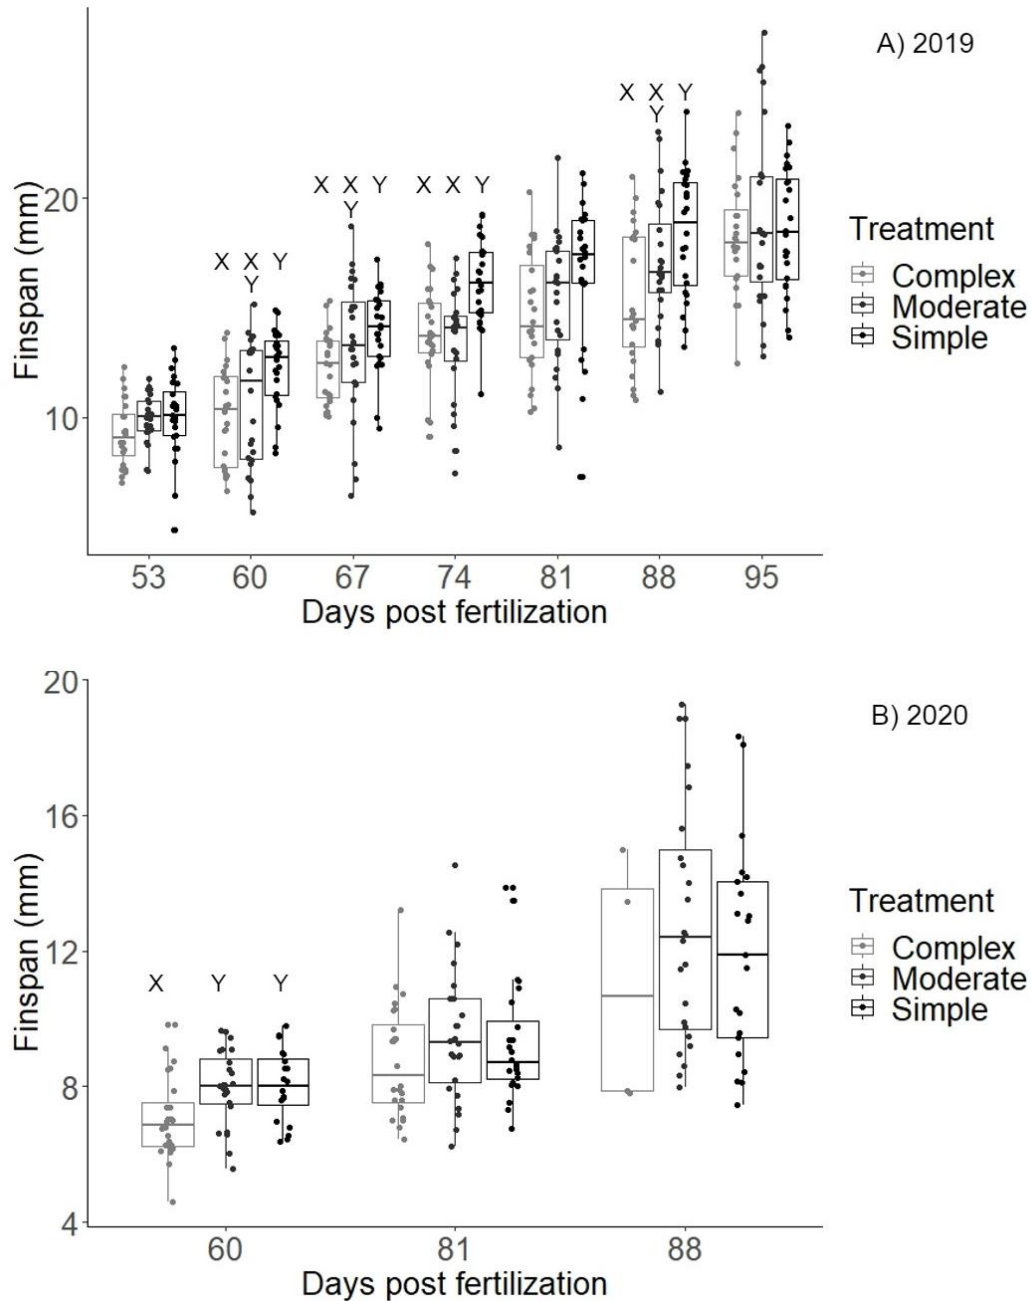 A) 2019
X X Y
Y
X X Y X X Y
Y
X X Y
Y
20
10
Finspan (mm)
53 60 67 74 81 88 95
Days post fertilization
Treatment
Complex
Moderate
Simple
B) 2020
20
16
12
8
4
Finspan (mm)
X Y Y
60 81 88
Days post fertilization
Treatment
Complex
Moderate
Simple